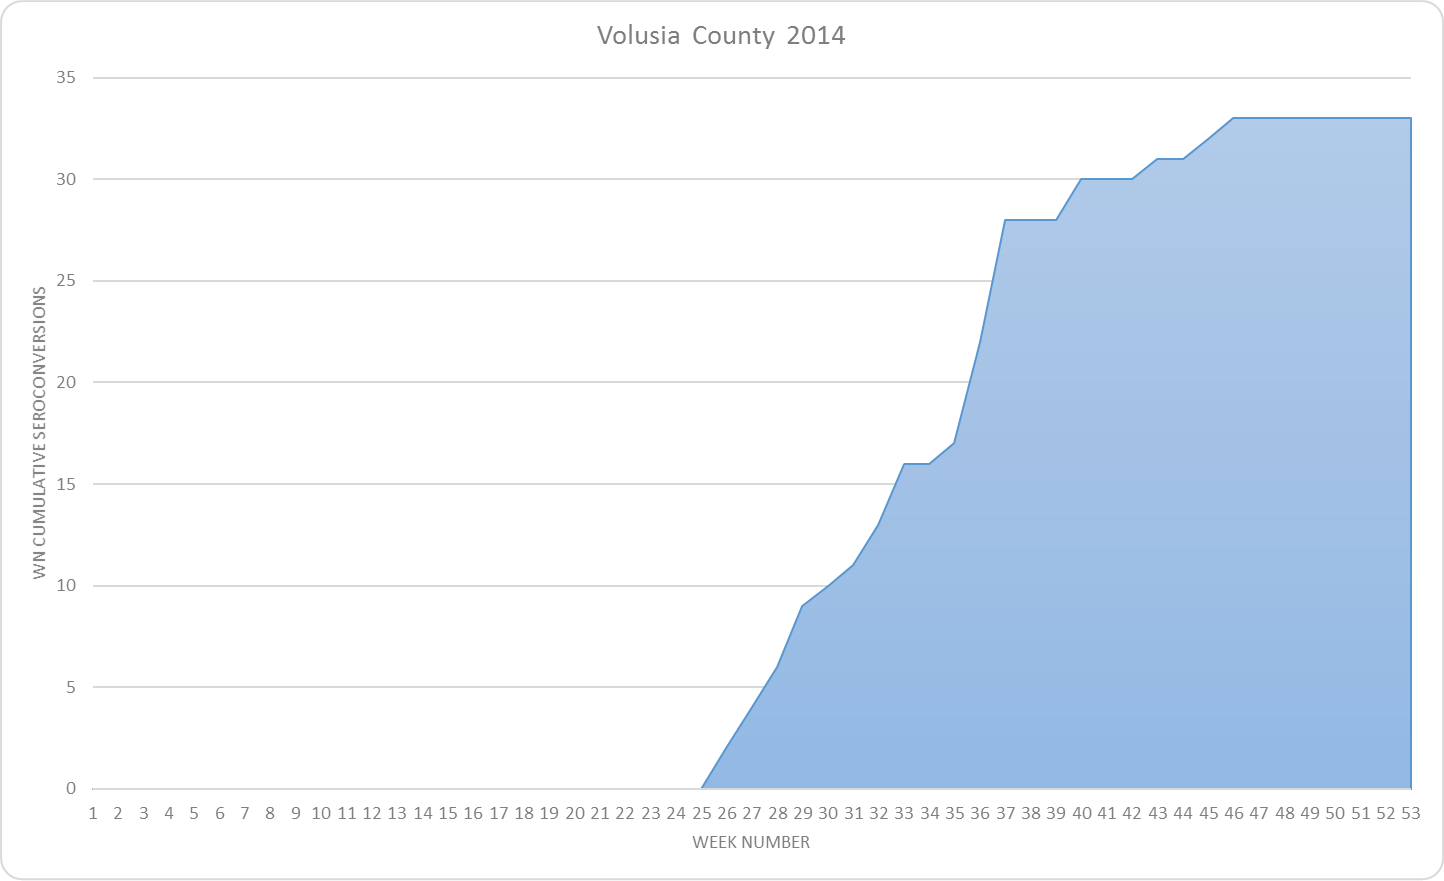 Volusia County 2014
35
30
25
20
15
10
5
0
WN CUMULATIVE SEROCONVERSIONS
1 2 3 4 5 6 7 8 9 10 11 12 13 14 15 16 17 18 19 20 21 22 23 24 25 26 27 28 29 30 31 32 33 34 35 36 37 38 39 40 41 42 43 44 45 46 47 48 49 50 51 52 53
WEEK NUMBER